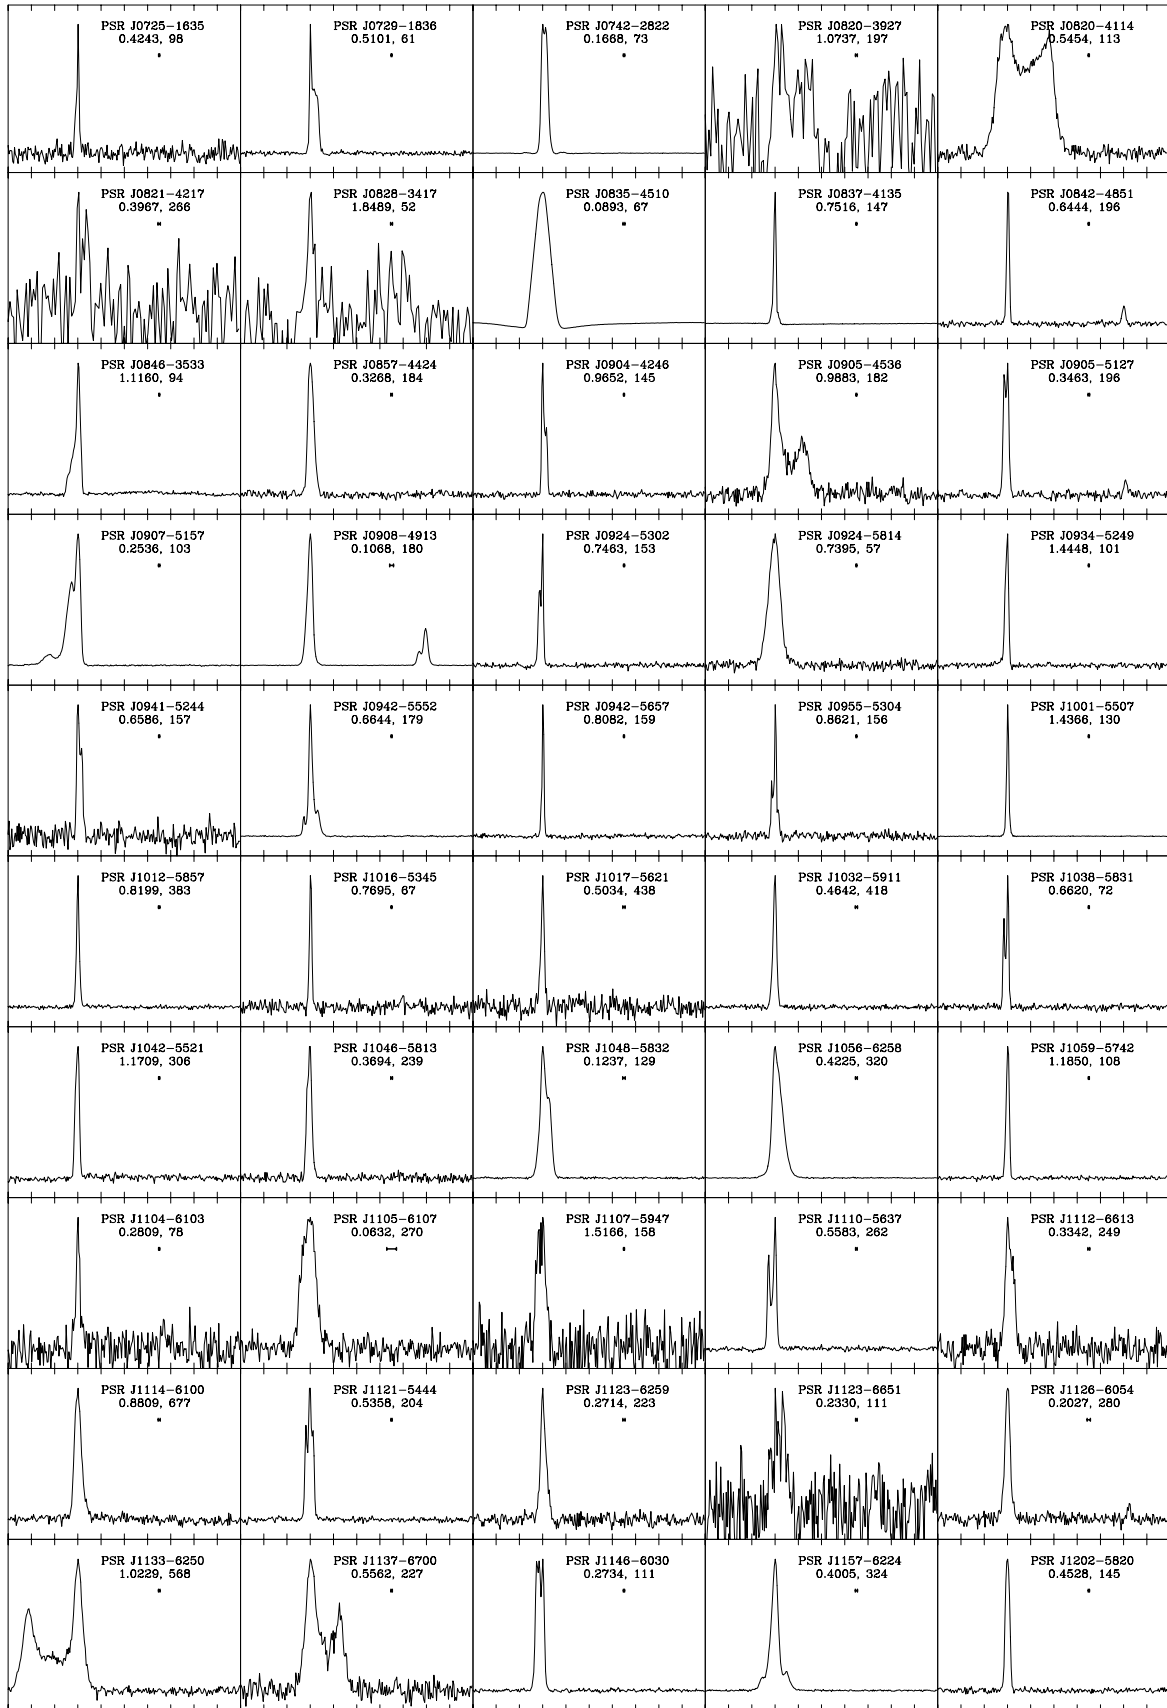 PSR J0725-1635
0.4243, 98
PSR J0729-1836
0.5101, 61
PSR J0742-2822
0.1668, 73
PSR J0820-3927
1.0737, 197
PSR J0820-4114
0.5454, 113
PSR J0821-4217
0.3967, 266
PSR J0828-3417
1.8489, 52
PSR J0835-4510
0.0893, 67
PSR J0837-4135
0.7516, 147
PSR J0842-4851
0.6444, 196
PSR J0846-3533
1.1160, 94
PSR J0857-4424
0.3268, 184
PSR J0904-4246
0.9652, 145
PSR J0905-4536
0.9883, 182
PSR J0905-5127
0.3463, 196
PSR J0907-5157
0.2536, 103
PSR J0908-4913
0.1068, 180
PSR J0924-5302
0.7463, 153
PSR J0924-5814
0.7395, 57
PSR J0934-5249
1.4448, 101
PSR J0941-5244
0.6586, 157
PSR J0942-5552
0.6644, 179
PSR J0942-5657
0.8082, 159
PSR J0955-5304
0.8621, 156
PSR J1001-5507
1.4366, 130
PSR J1012-5857
0.8199, 383
PSR J1016-5345
0.7695, 67
PSR J1017-5621
0.5034, 438
PSR J1032-5911
0.4642, 418
PSR J1038-5831
0.6620, 72
PSR J1042-5521
1.1709, 306
PSR J1046-5813
0.3694, 239
PSR J1048-5832
0.1237, 129
PSR J1056-6258
0.4225, 320
PSR J1059-5742
1.1850, 108
PSR J1104-6103
0.2809, 78
PSR J1105-6107
0.0632, 270
PSR J1107-5947
1.5166, 158
PSR J1110-5637
0.5583, 262
PSR J1112-6613
0.3342, 249
PSR J1114-6100
0.8809, 677
PSR J1121-5444
0.5358, 204
PSR J1123-6259
0.2714, 223
PSR J1123-6651
0.2330, 111
PSR J1126-6054
0.2027, 280
PSR J1133-6250
1.0229, 568
PSR J1137-6700
0.5562, 227
PSR J1146-6030
0.2734, 111
PSR J1157-6224
0.4005, 324
PSR J1202-5820
0.4528, 145